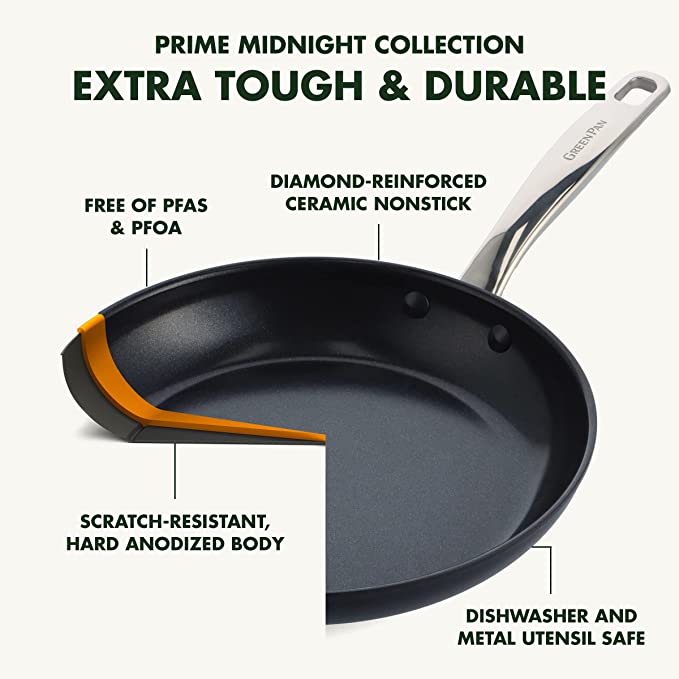 PRIME MIDNIGHT COLLECTION
EXTRA TOUGH & DURABLE
GREENPAN
DIAMOND-REINFORCED
CERAMIC NONSTICK
FREE OF PFAS
& PFOA
SCRATCH-RESISTANT,
HARD ANODIZED BODY
DISHWASHER AND
METAL UTENSIL SAFE